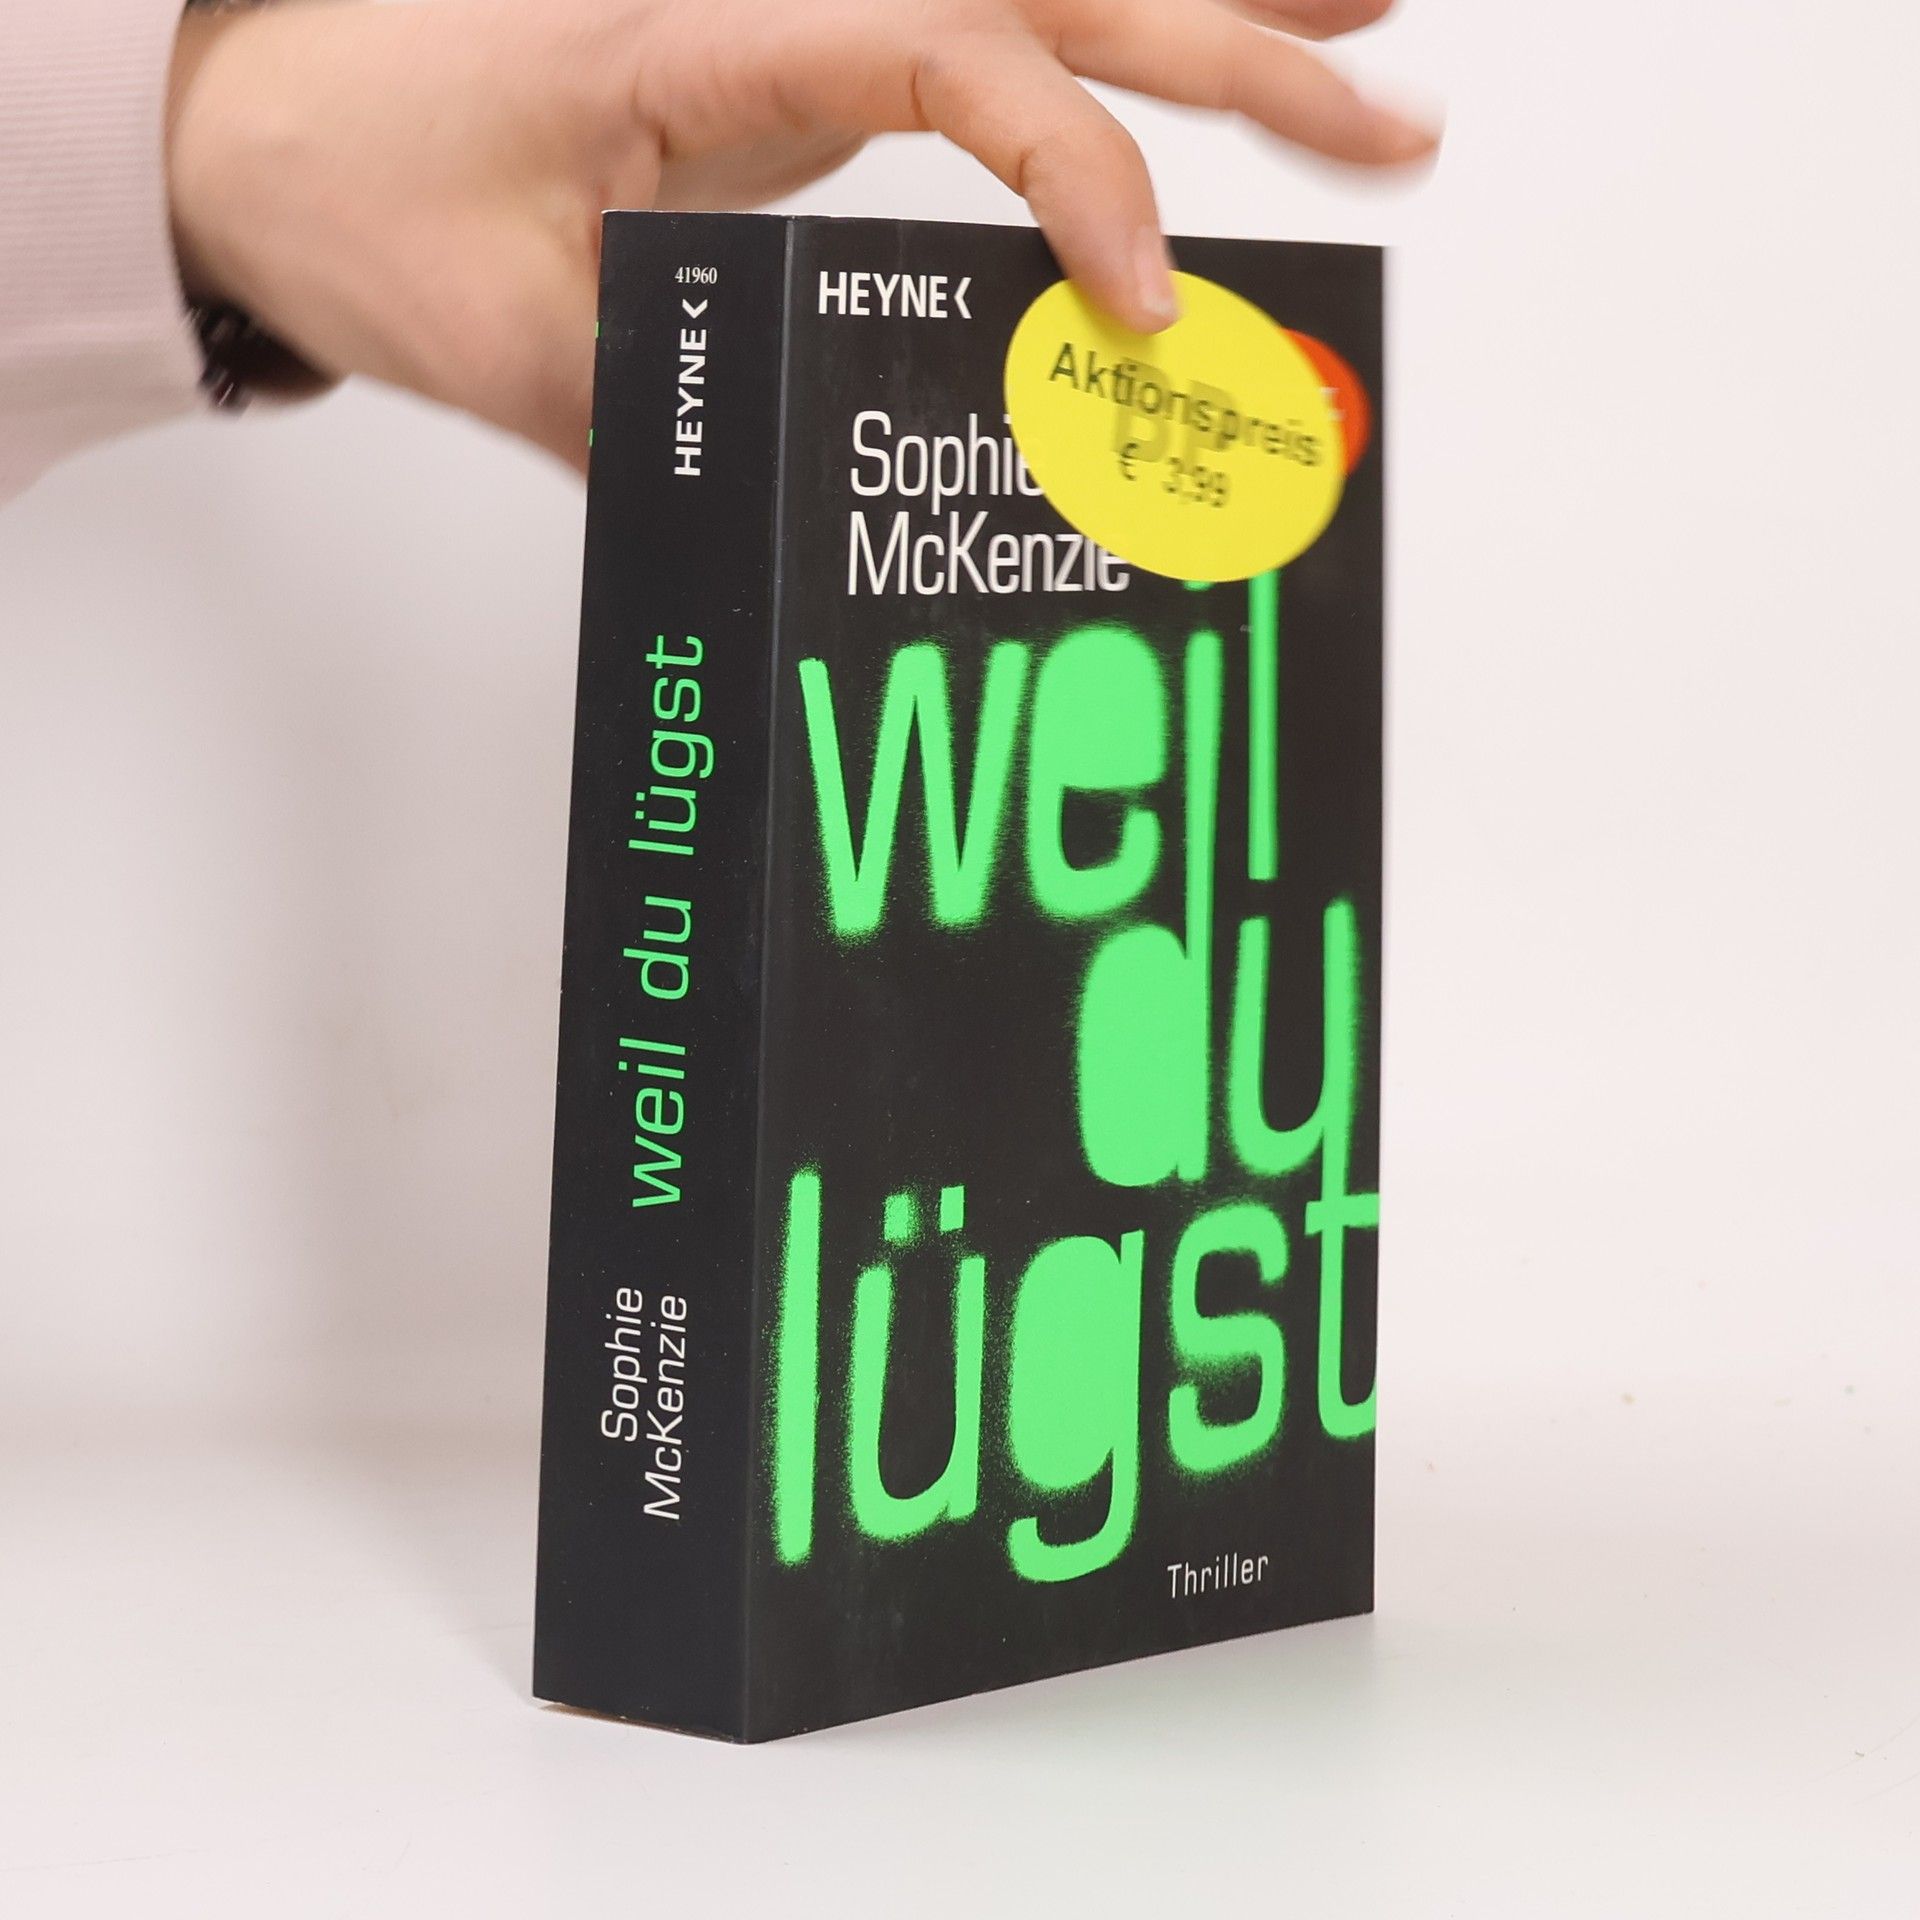 41960
HEYNE<
weil du lügst
Sophie
McKenzie
HEYNE<
Sophie
McKenzie
Aktionspreis
€ 3,99
weil
du
lügst
Thriller